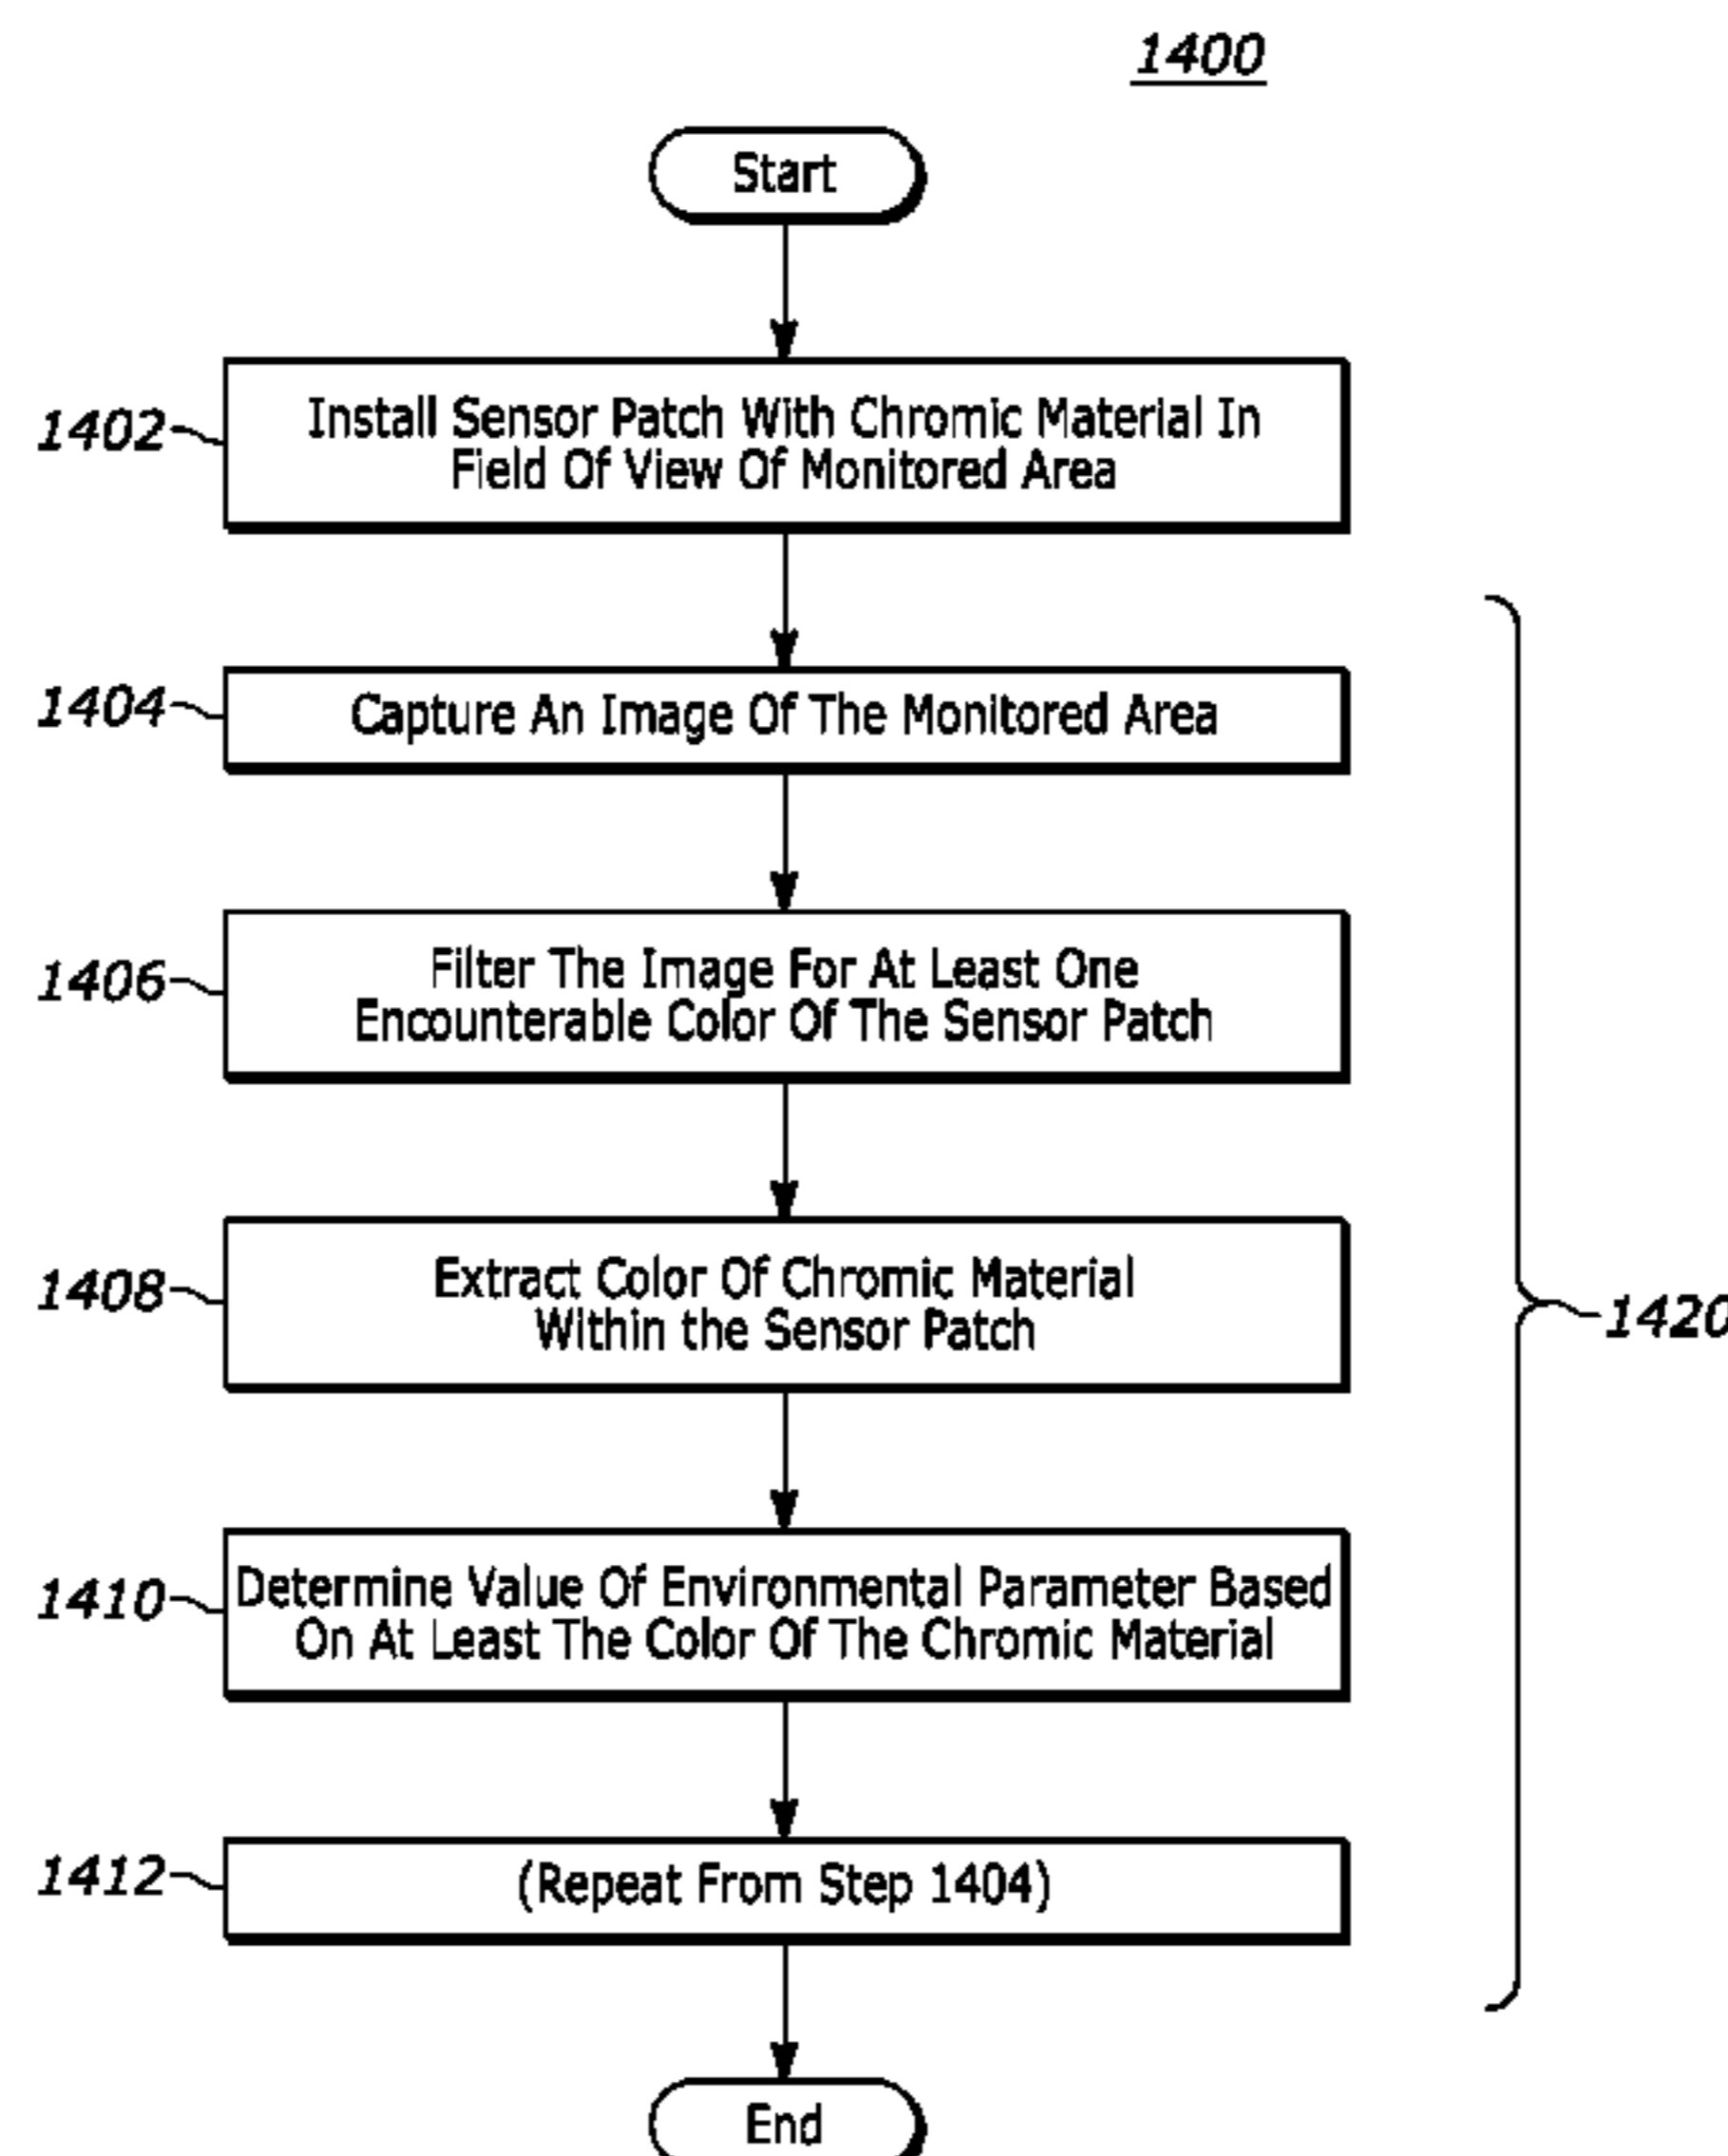 1400
Start
1402
Install Sensor Patch With Chromic Material In
Field Of View Of Monitored Area
1404
Capture An Image Of The Monitored Area
1406
Filter The Image For At Least One
Encounterable Color Of The Sensor Patch
1408
Extract Color Of Chromic Material
Within the Sensor Patch
1420
1410
Determine Value Of Environmental Parameter Based
On At Least The Color Of The Chromic Material
1412
(Repeat From Step 1404)
End